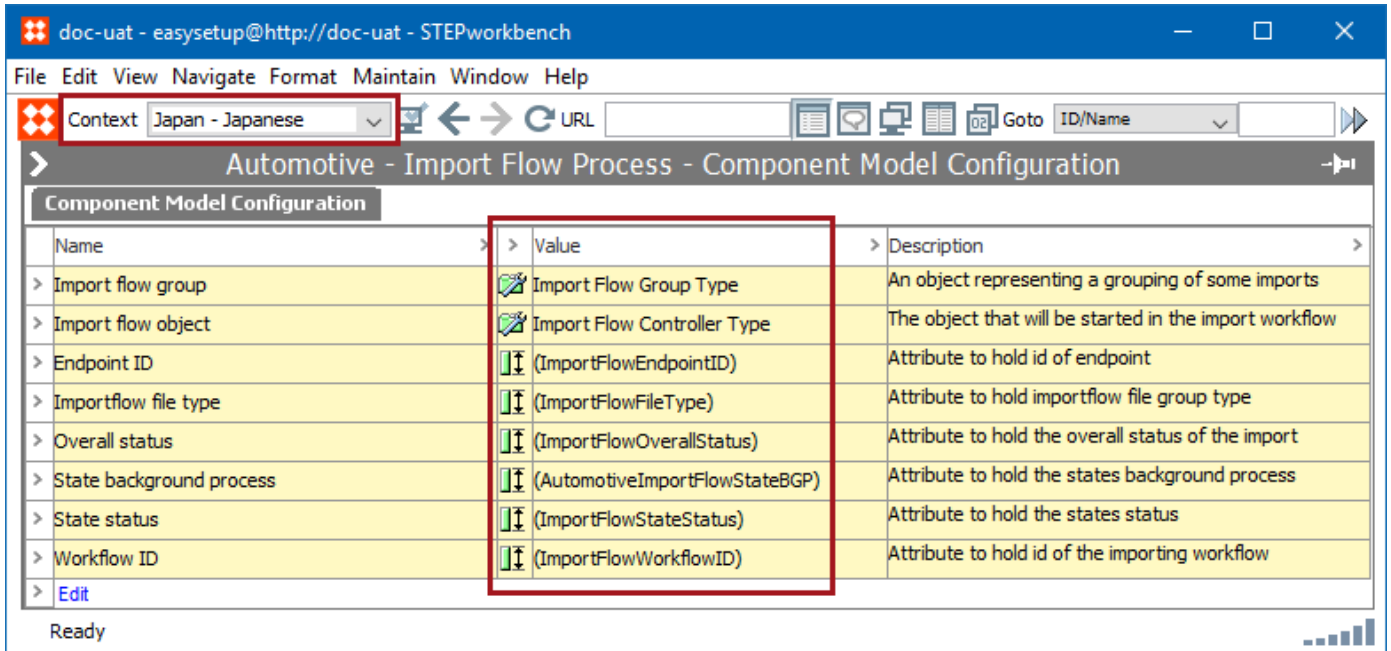 doc-uat - easysetup@http://doc-uat - STEPworkbench
File Edit View Navigate Format Maintain Window Help
Context Japan - Japanese URL Goto ID/Name
Automotive - Import Flow Process - Component Model Configuration
Component Model Configuration
Name > > Value > Description >
> Import flow group Import Flow Group Type An object representing a grouping of some imports
> Import flow object Import Flow Controller Type The object that will be started in the import workflow
> Endpoint ID (ImportFlowEndpointID) Attribute to hold id of endpoint
> Importflow file type (ImportFlowFileType) Attribute to hold importflow file group type
> Overall status (ImportFlowOverallStatus) Attribute to hold the overall status of the import
> State background process (AutomotiveImportFlowStateBGP) Attribute to hold the states background process
> State status (ImportFlowStateStatus) Attribute to hold the states status
> Workflow ID (ImportFlowWorkflowID) Attribute to hold id of the importing workflow
> Edit
Ready